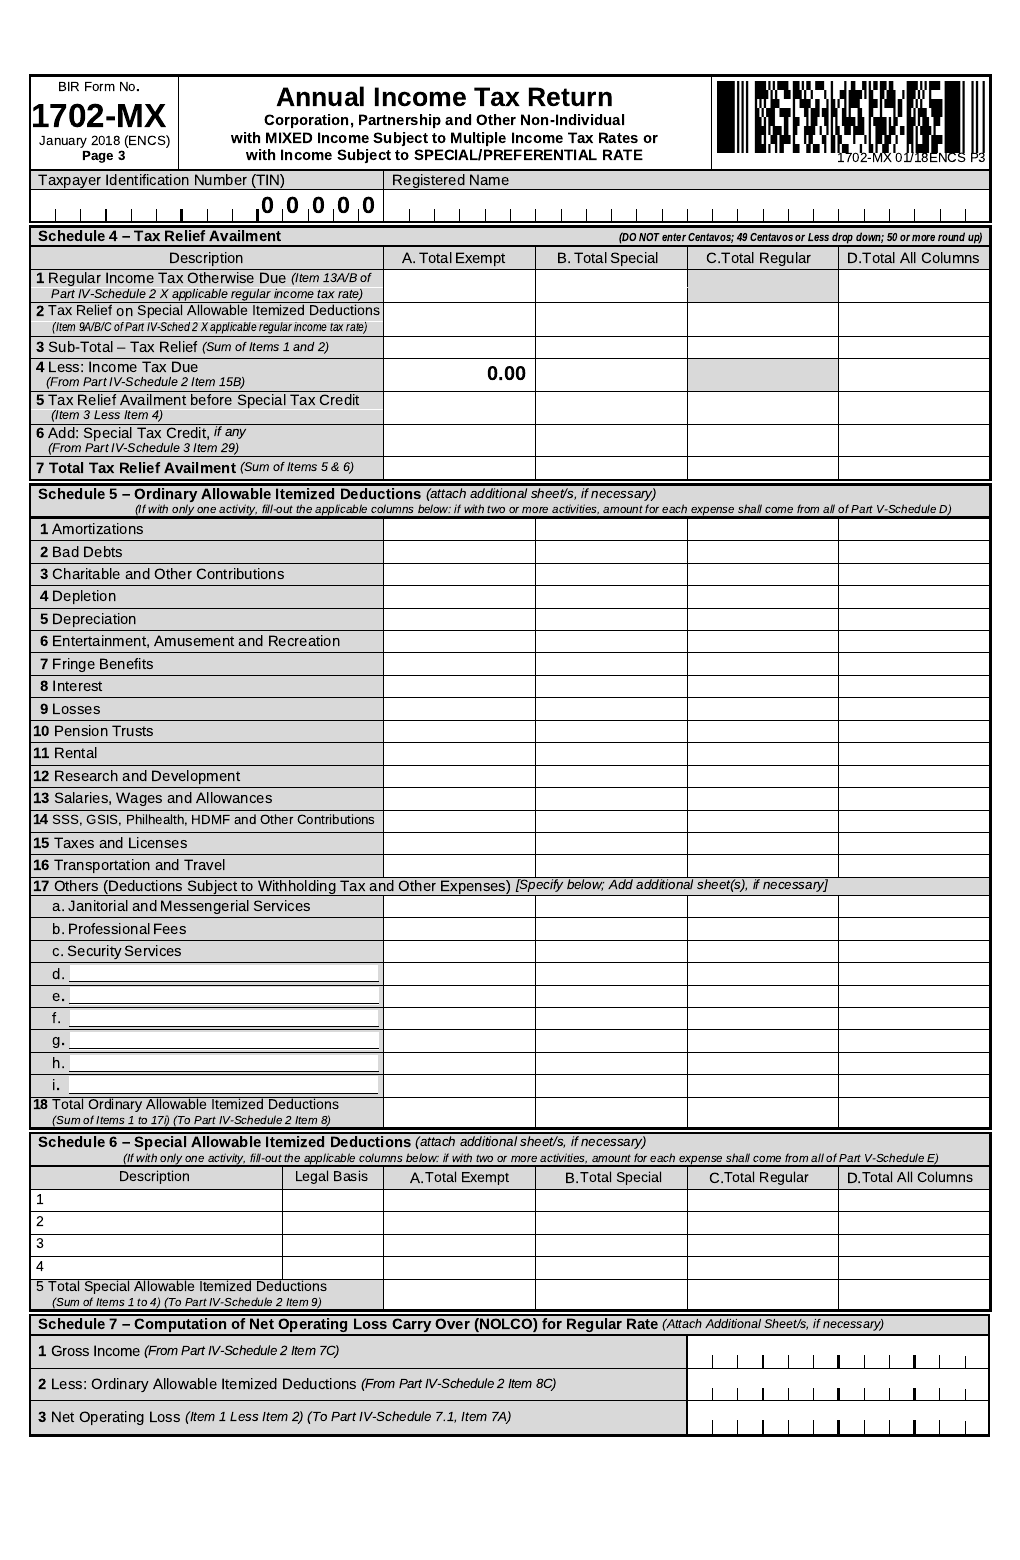 BIR Form No.
1702-MX
January 2018 (ENCS)
Page 3
Annual Income Tax Return
Corporation, Partnership and Other Non-Individual
with MIXED Income Subject to Multiple Income Tax Rates or
with Income Subject to SPECIAL/PREFERENTIAL RATE
1702-MX 01/18ENCS P3
Taxpayer Identification Number (TIN) Registered Name
0 0 0 0 0
Schedule 4 – Tax Relief Availment (DO NOT enter Centavos; 49 Centavos or Less drop down; 50 or more round up)
Description A. Total Exempt B. Total Special C.Total Regular D.Total All Columns
1 Regular Income Tax Otherwise Due (Item 13A/B of
Part IV-Schedule 2 X applicable regular income tax rate)
2 Tax Relief on Special Allowable Itemized Deductions
(Item 9A/B/C of Part IV-Sched 2 X applicable regular income tax rate)
3 Sub-Total – Tax Relief (Sum of Items 1 and 2)
4 Less: Income Tax Due 0.00
(From Part IV-Schedule 2 Item 15B)
5 Tax Relief Availment before Special Tax Credit
(Item 3 Less Item 4)
6 Add: Special Tax Credit, if any
(From Part IV-Schedule 3 Item 29)
7 Total Tax Relief Availment (Sum of Items 5 & 6)
Schedule 5 – Ordinary Allowable Itemized Deductions (attach additional sheet/s, if necessary)
(If with only one activity, fill-out the applicable columns below: if with two or more activities, amount for each expense shall come from all of Part V-Schedule D)
1 Amortizations
2 Bad Debts
3 Charitable and Other Contributions
4 Depletion
5 Depreciation
6 Entertainment, Amusement and Recreation
7 Fringe Benefits
8 Interest
9 Losses
10 Pension Trusts
11 Rental
12 Research and Development
13 Salaries, Wages and Allowances
14 SSS, GSIS, Philhealth, HDMF and Other Contributions
15 Taxes and Licenses
16 Transportation and Travel
17 Others (Deductions Subject to Withholding Tax and Other Expenses) [Specify below; Add additional sheet(s), if necessary]
a. Janitorial and Messengerial Services
b. Professional Fees
c. Security Services
d.
e.
f.
g.
h.
i.
18 Total Ordinary Allowable Itemized Deductions
(Sum of Items 1 to 17i) (To Part IV-Schedule 2 Item 8)
Schedule 6 – Special Allowable Itemized Deductions (attach additional sheet/s, if necessary)
(If with only one activity, fill-out the applicable columns below: if with two or more activities, amount for each expense shall come from all of Part V-Schedule E)
Description Legal Basis A.Total Exempt B.Total Special C.Total Regular D.Total All Columns
1
2
3
4
5 Total Special Allowable Itemized Deductions
(Sum of Items 1 to 4) (To Part IV-Schedule 2 Item 9)
Schedule 7 – Computation of Net Operating Loss Carry Over (NOLCO) for Regular Rate (Attach Additional Sheet/s, if necessary)
1 Gross Income (From Part IV-Schedule 2 Item 7C)
2 Less: Ordinary Allowable Itemized Deductions (From Part IV-Schedule 2 Item 8C)
3 Net Operating Loss (Item 1 Less Item 2) (To Part IV-Schedule 7.1, Item 7A)